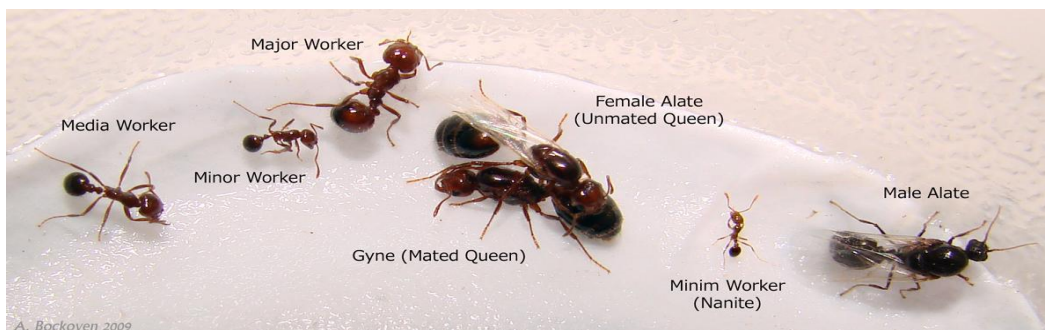 Major Worker
Female Alate
(Unmated Queen)
Media Worker
Minor Worker
Male Alate
Gyne (Mated Queen)
Minim Worker
(Nanite)
A. Bockoven 2009